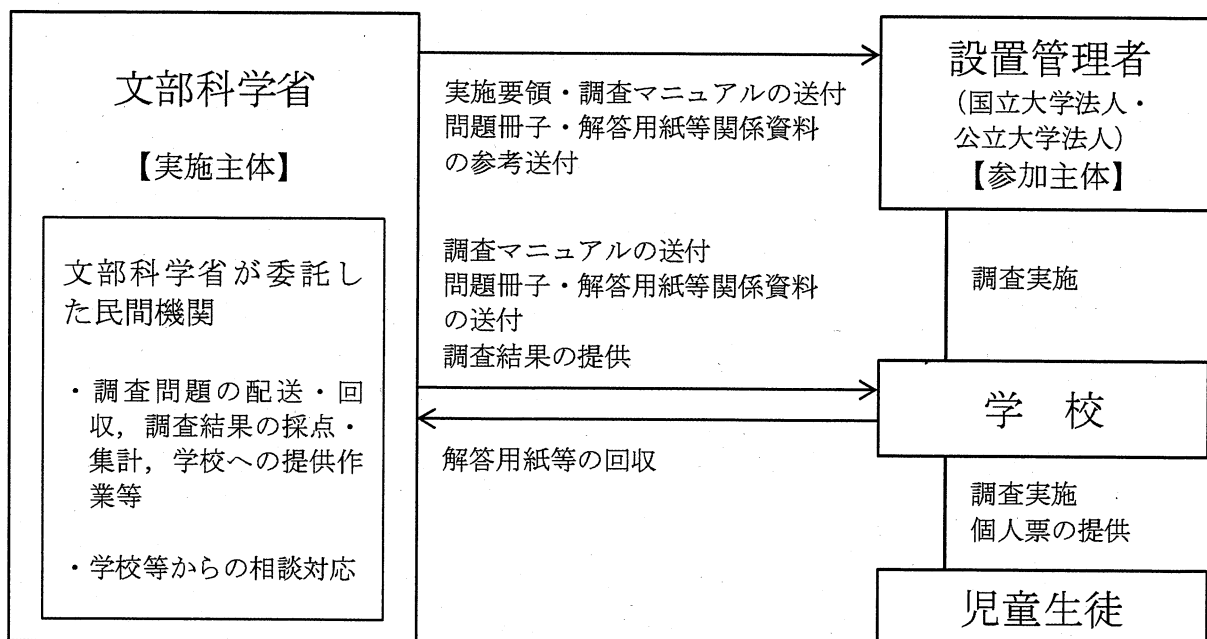 文部科学省
【実施主体】
文部科学省が委託し
た民間機関
・調査問題の配送・回
収，調査結果の採点・
集計，学校への提供作
業等
・学校等からの相談対応
実施要領・調査マニュアルの送付
問題冊子・解答用紙等関係資料
の参考送付
調査マニュアルの送付
問題冊子・解答用紙等関係資料
の送付
調査結果の提供
解答用紙等の回収
設置管理者
（国立大学法人・
公立大学法人）
【参加主体】
調査実施
学　校
調査実施
個人票の提供
児童生徒